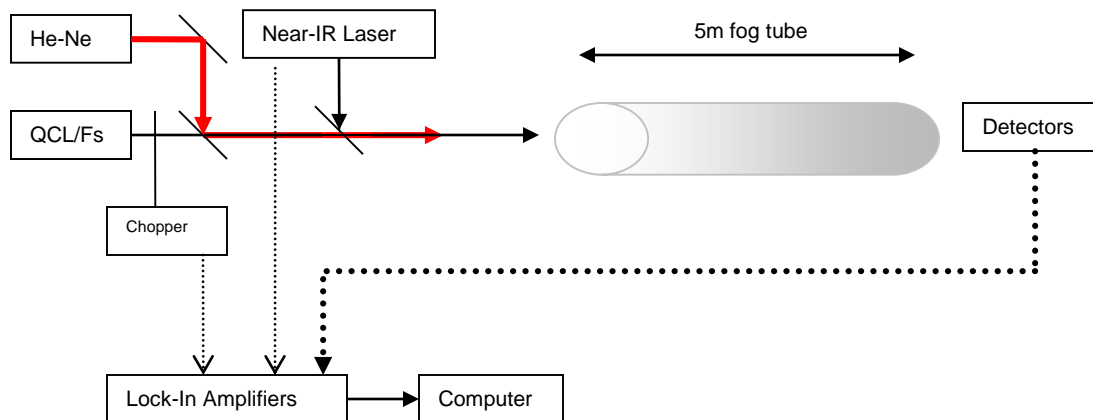 He-Ne
Near-IR Laser
5m fog tube
QCL/Fs
Detectors
Chopper
Lock-In Amplifiers
Computer